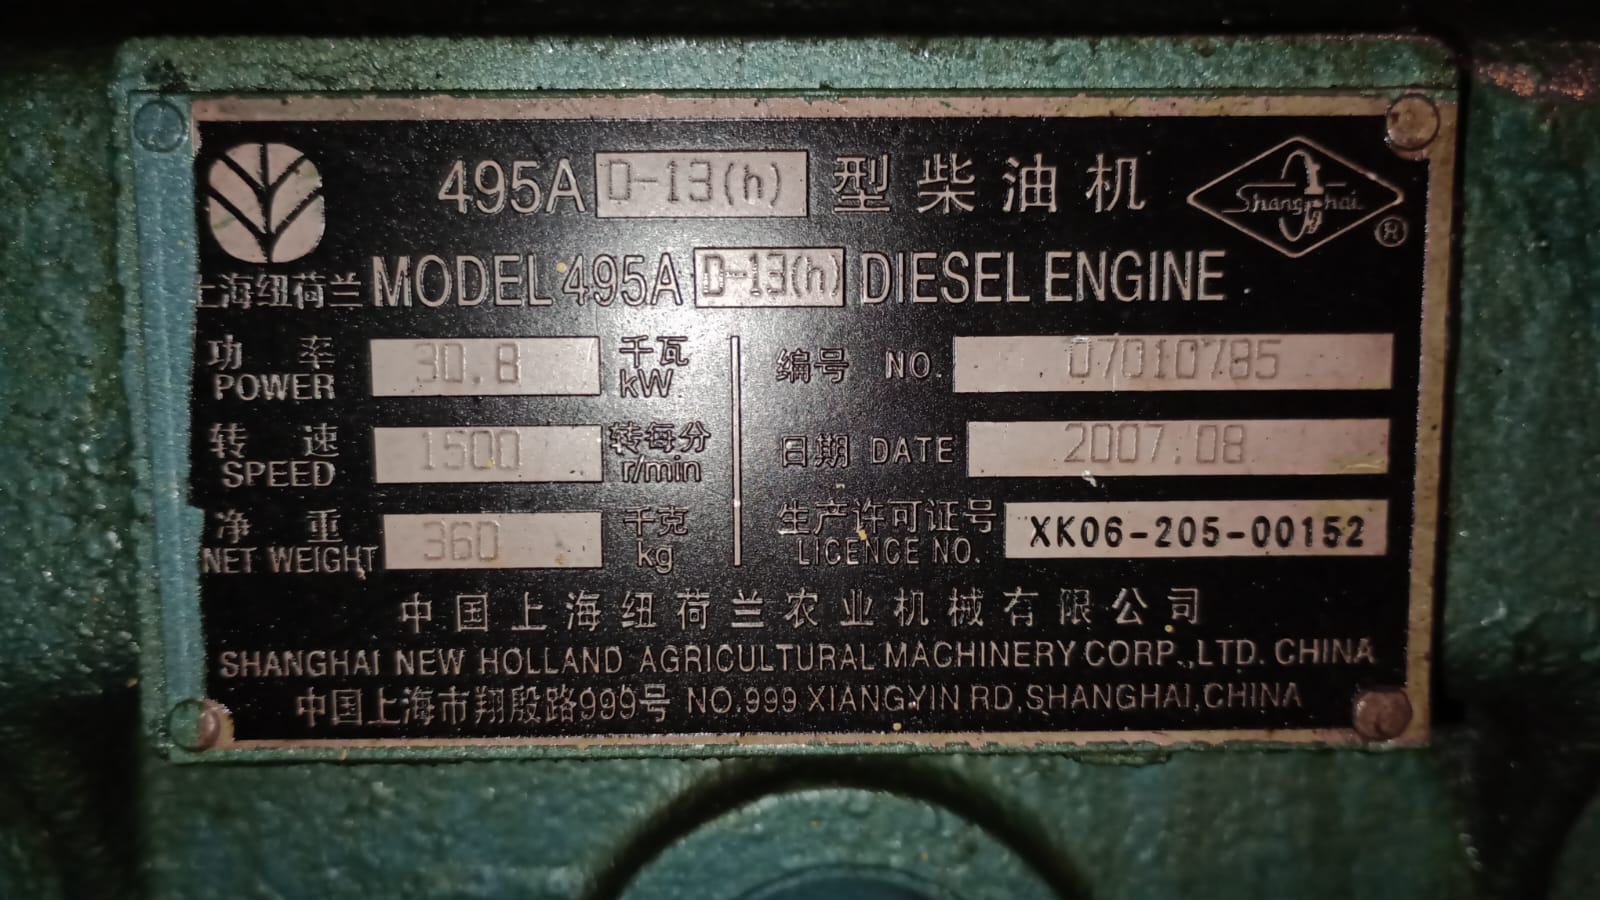 495A D-13(h) 型柴油机
Shanghai ®
上海纽荷兰 MODEL 495A D-13(h) DIESEL ENGINE
功率 30.8 千瓦
POWER kW
编号 NO. 07010785
转速 1500 转每分
SPEED r/min
日期 DATE 2007.08
净重 360 千克
NET WEIGHT kg
生产许可证号 XK06-205-00152
LICENCE NO.
中国上海纽荷兰农业机械有限公司
SHANGHAI NEW HOLLAND AGRICULTURAL MACHINERY CORP.,LTD. CHINA
中国上海市翔殷路999号 NO.999 XIANGYIN RD,SHANGHAI,CHINA